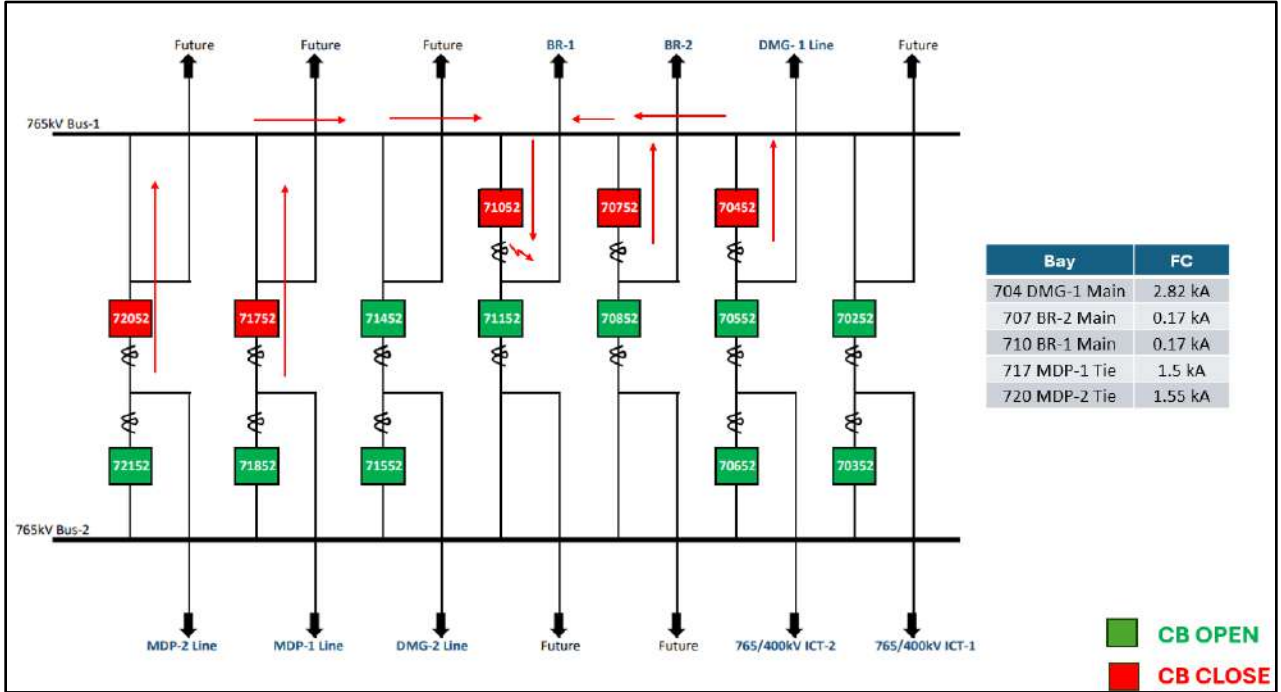 Future Future Future BR-1 BR-2 DMG- 1 Line Future
765kV Bus-1
71052 70752 70452
72052 71752 71452 71152 70852 70552 70252
72152 71852 71552 70652 70352
765kV Bus-2
MDP-2 Line MDP-1 Line DMG-2 Line Future Future 765/400kV ICT-2 765/400kV ICT-1
Bay FC
704 DMG-1 Main 2.82 kA
707 BR-2 Main 0.17 kA
710 BR-1 Main 0.17 kA
717 MDP-1 Tie 1.5 kA
720 MDP-2 Tie 1.55 kA
CB OPEN
CB CLOSE